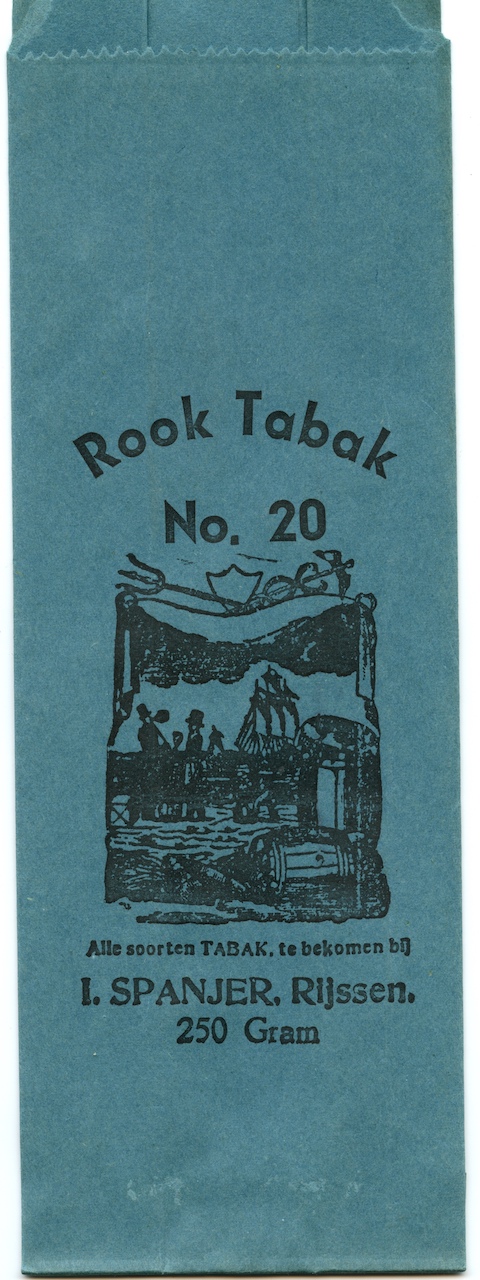 Rook Tabak
No. 20
Alle soorten TABAK, te bekomen bij
I. SPANJER, Rijssen.
250 Gram